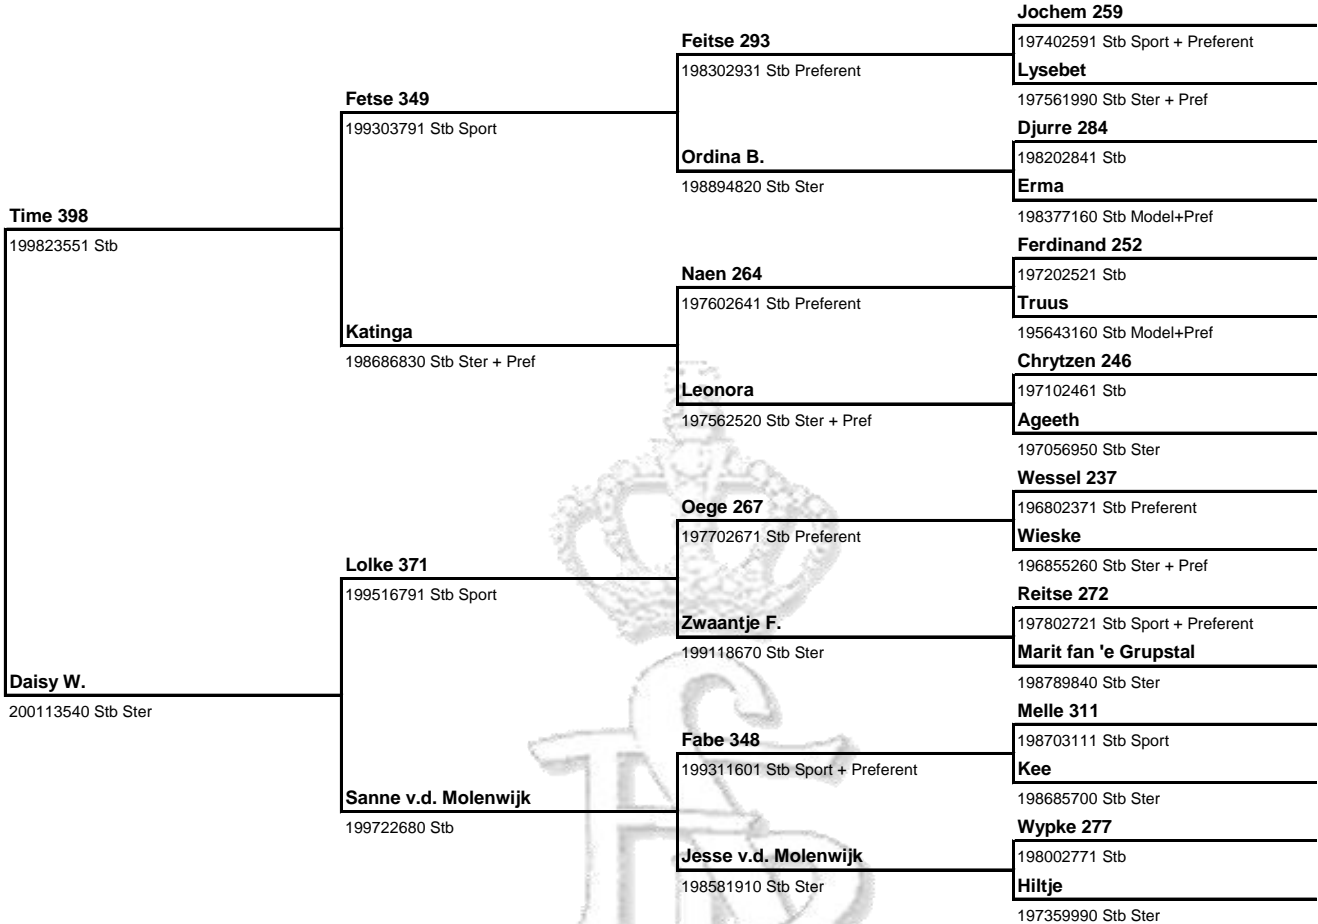 Jochem 259
Feitse 293
197402591 Stb Sport + Preferent
198302931 Stb Preferent
Lysebet
Fetse 349
197561990 Stb Ster + Pref
199303791 Stb Sport
Djurre 284
Ordina B.
198202841 Stb
198894820 Stb Ster
Erma
Time 398
198377160 Stb Model+Pref
199823551 Stb
Ferdinand 252
Naen 264
197202521 Stb
197602641 Stb Preferent
Truus
Katinga
195643160 Stb Model+Pref
198686830 Stb Ster + Pref
Chrytzen 246
Leonora
197102461 Stb
197562520 Stb Ster + Pref
Ageeth
197056950 Stb Ster
Wessel 237
Oege 267
196802371 Stb Preferent
197702671 Stb Preferent
Wieske
Lolke 371
196855260 Stb Ster + Pref
199516791 Stb Sport
Reitse 272
Zwaantje F.
197802721 Stb Sport + Preferent
199118670 Stb Ster
Marit fan 'e Grupstal
Daisy W.
198789840 Stb Ster
200113540 Stb Ster
Melle 311
Fabe 348
198703111 Stb Sport
199311601 Stb Sport + Preferent
Kee
Sanne v.d. Molenwijk
198685700 Stb Ster
199722680 Stb
Wypke 277
Jesse v.d. Molenwijk
198002771 Stb
198581910 Stb Ster
Hiltje
197359990 Stb Ster